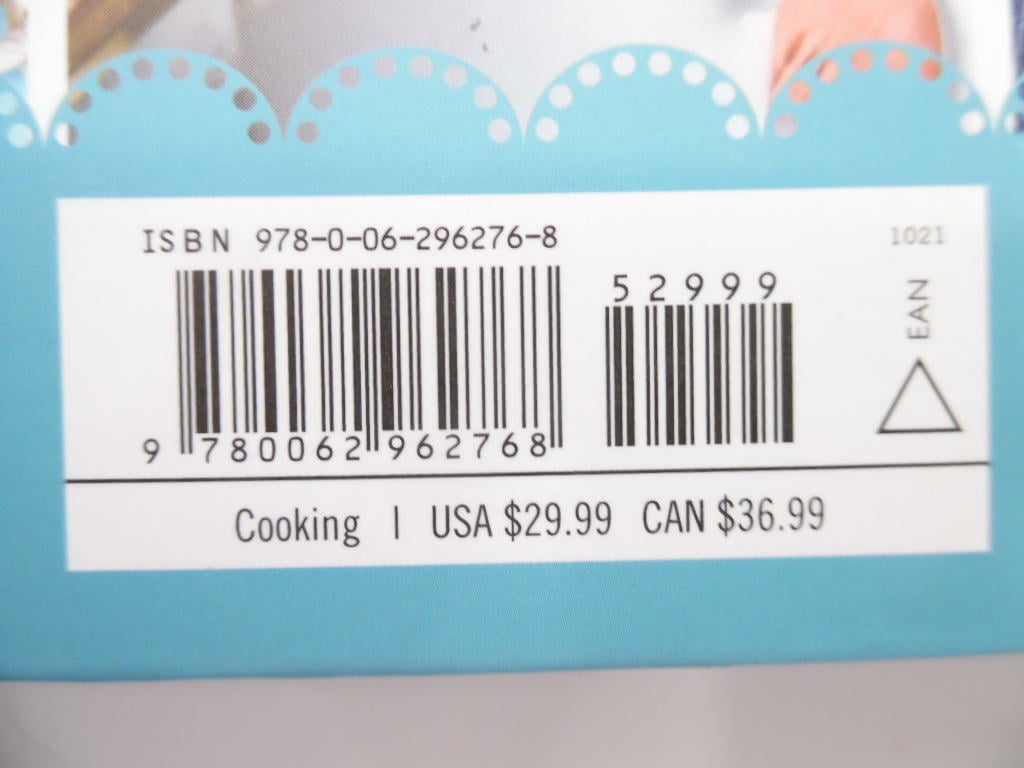 ISBN 978-0-06-296276-8
1021
52999
EAN
9 780062 962768
Cooking | USA $29.99 CAN $36.99